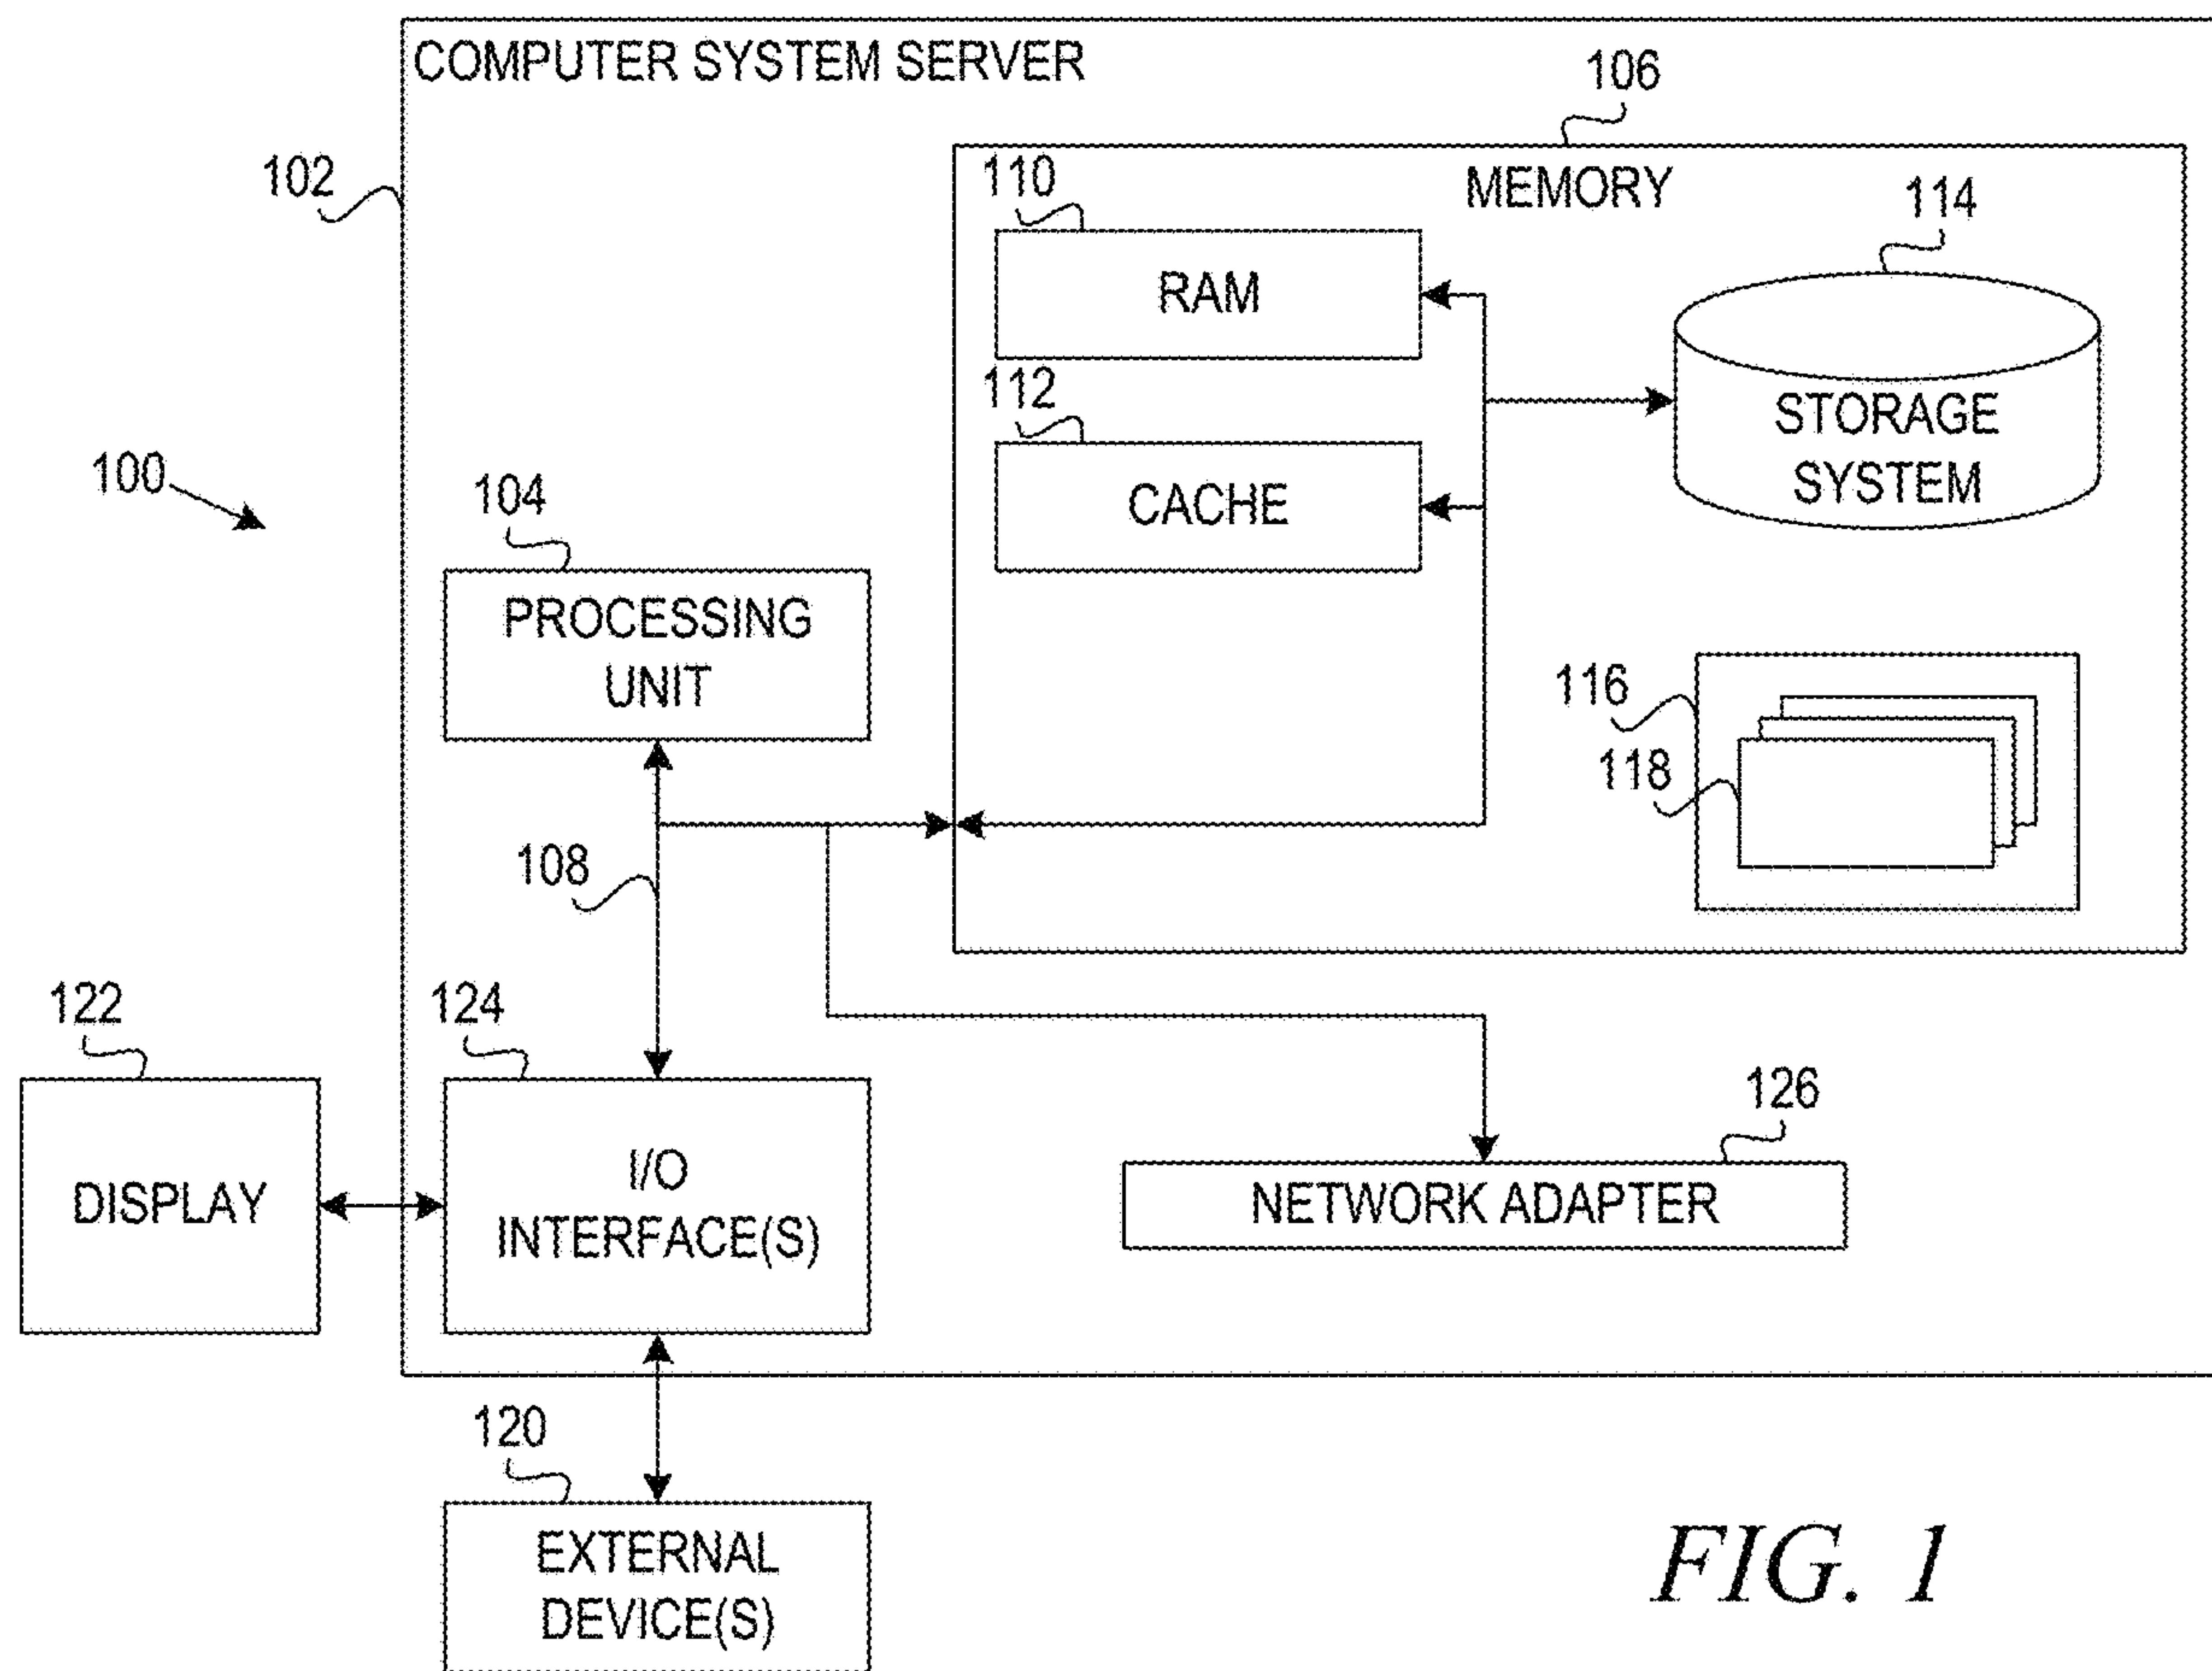 COMPUTER SYSTEM SERVER
106
102
110
MEMORY
114
RAM
112
STORAGE
SYSTEM
100
104
CACHE
PROCESSING
UNIT
116
118
108
122
124
126
DISPLAY
I/O
INTERFACE(S)
NETWORK ADAPTER
120
EXTERNAL
DEVICE(S)
FIG. 1